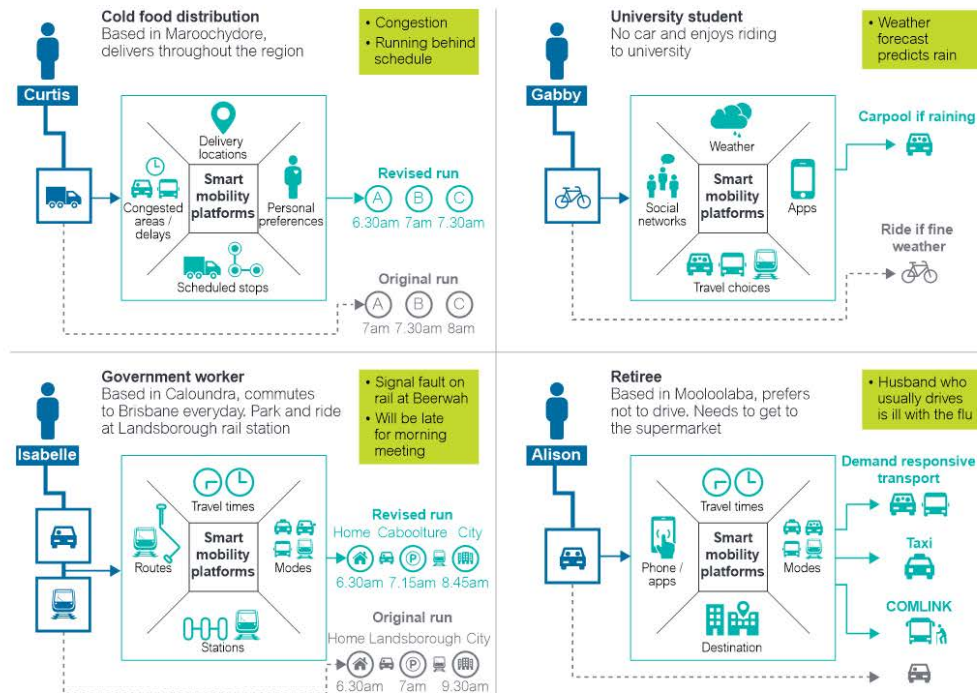 Cold food distribution
Based in Maroochydore,
delivers throughout the region
• Congestion
• Running behind
schedule
Curtis
Delivery
locations
Congested
areas /
delays
Smart
mobility
platforms
Personal
preferences
Scheduled stops
Revised run
A B C
6.30am 7am 7.30am
Original run
A B C
7am 7.30am 8am
University student
No car and enjoys riding
to university
• Weather
forecast
predicts rain
Gabby
Weather
Social
networks
Smart
mobility
platforms
Apps
Travel choices
Carpool if raining
Ride if fine
weather
Government worker
Based in Caloundra, commutes
to Brisbane everyday. Park and ride
at Landsborough rail station
• Signal fault on
rail at Beerwah
• Will be late
for morning
meeting
Isabelle
Travel times
Routes
Smart
mobility
platforms
Modes
Stations
Revised run
Home Caboolture City
P
6.30am 7.15am 8.45am
Original run
Home Landsborough City
P
6.30am 7am 9.30am
Retiree
Based in Mooloolaba, prefers
not to drive. Needs to get to
the supermarket
• Husband who
usually drives
is ill with the flu
Alison
Travel times
Phone /
apps
Smart
mobility
platforms
Modes
Destination
Demand responsive
transport
Taxi
COMLINK